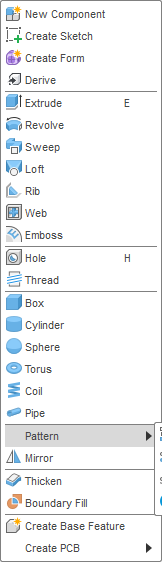 New Component
Create Sketch
Create Form
Derive
Extrude E
Revolve
Sweep
Loft
Rib
Web
Emboss
Hole H
Thread
Box
Cylinder
Sphere
Torus
Coil
Pipe
Pattern
Mirror
Thicken
Boundary Fill
Create Base Feature
Create PCB